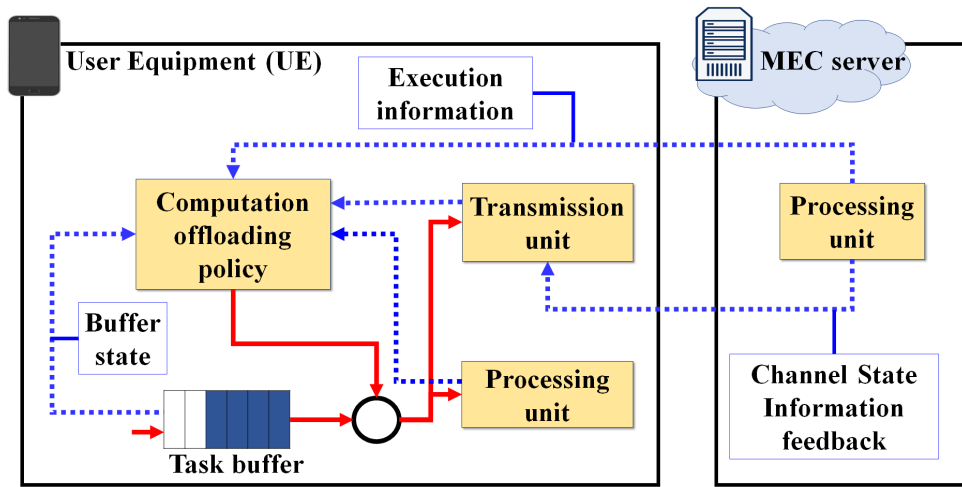 User Equipment (UE)
MEC server
Execution
information
Computation
offloading
policy
Transmission
unit
Processing
unit
Buffer
state
Processing
unit
Channel State
Information
feedback
Task buffer